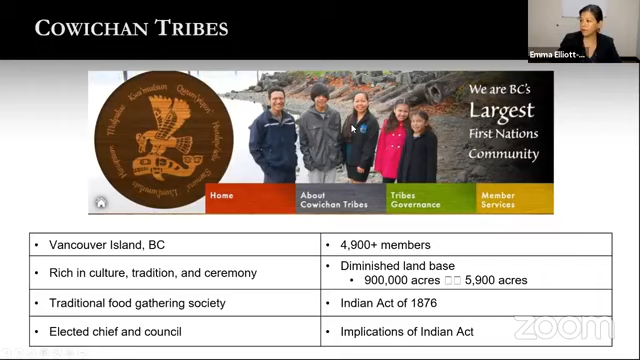 COWICHAN TRIBES
Emma Elliott-...
We are BC's
Largest
First Nations
Community
Home
About
Cowichan Tribes
Tribes
Governance
Member
Services
• Vancouver Island, BC
• 4,900+ members
• Rich in culture, tradition, and ceremony
• Diminished land base
• 900,000 acres □□ 5,900 acres
• Traditional food gathering society
• Indian Act of 1876
• Elected chief and council
• Implications of Indian Act
zoom